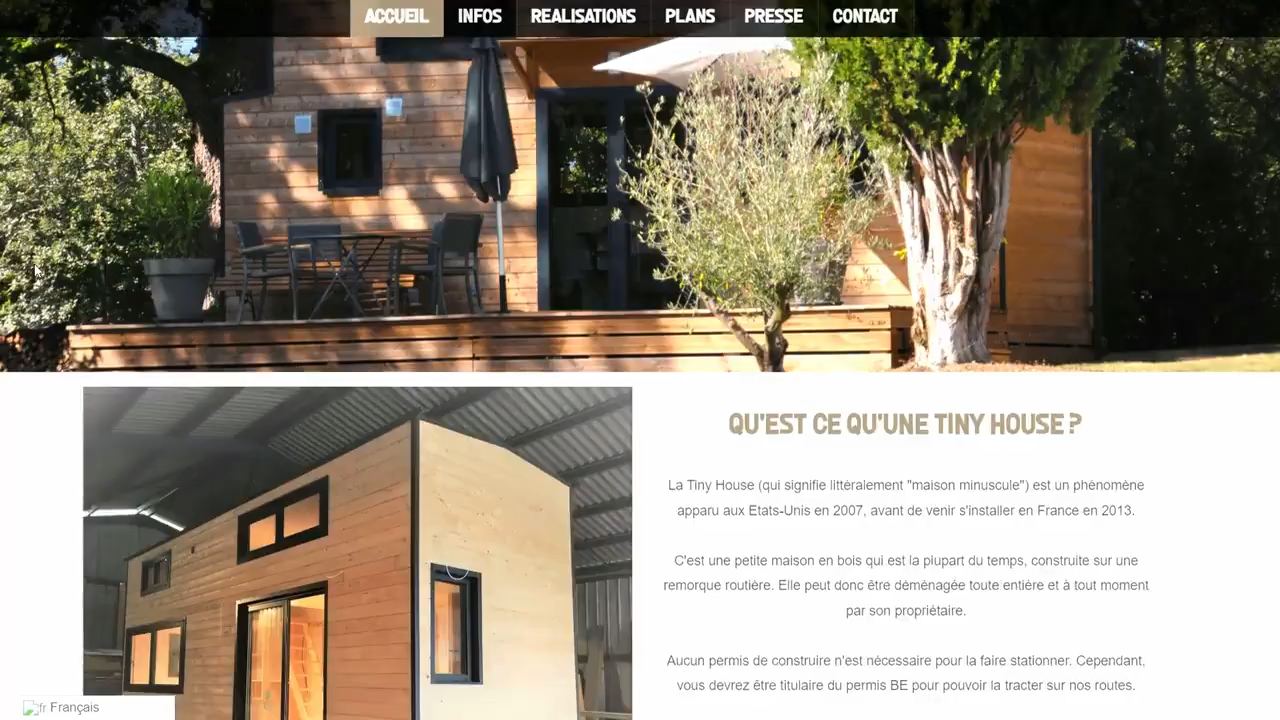 ACCUEIL INFOS REALISATIONS PLANS PRESSE CONTACT
QU'EST CE QU'UNE TINY HOUSE ?
La Tiny House (qui signifie littéralement "maison minuscule") est un phénomène
apparu aux Etats-Unis en 2007, avant de venir s'installer en France en 2013.
C'est une petite maison en bois qui est la plupart du temps, construite sur une
remorque routière. Elle peut donc être déménagée toute entière et à tout moment
par son propriétaire.
Aucun permis de construire n'est nécessaire pour la faire stationner. Cependant,
vous devrez être titulaire du permis BE pour pouvoir la tracter sur nos routes.
fr Français